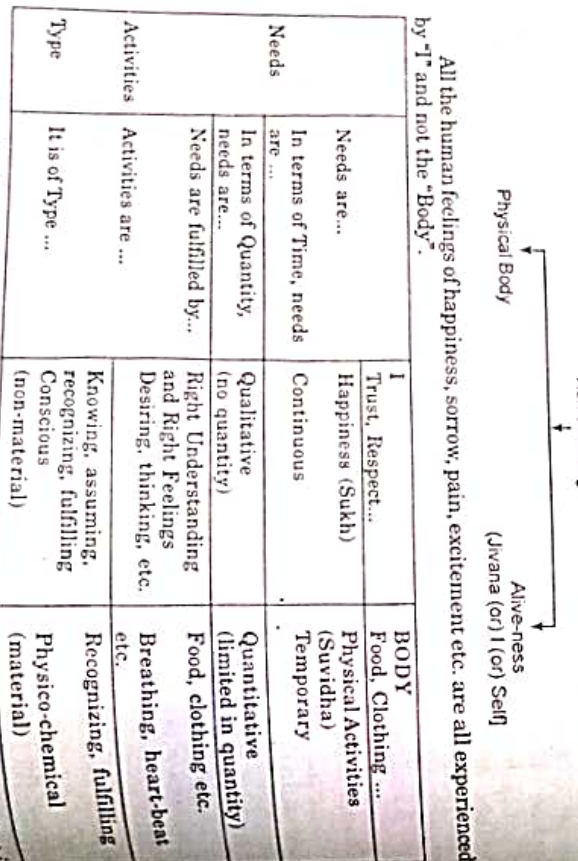 Physical Body
Alive-ness
(Jivana (or) I (or) Self]
All the human feelings of happiness, sorrow, pain, excitement etc. are all experienced
by "I" and not the "Body".
I
BODY
Trust, Respect...
Food, Clothing ...
Needs
Needs are...
Happiness (Sukh)
Physical Activities
(Suvidha)
In terms of Time, needs
are ...
Continuous
Temporary
In terms of Quantity,
needs are...
Qualitative
(no quantity)
Quantitative
(limited in quantity)
Needs are fulfilled by...
Right Understanding
and Right Feelings
Food, clothing etc.
Activities
Activities are ...
Desiring, thinking, etc.
Breathing, heart-beat
etc.
Knowing, assuming,
recognizing, fulfilling
Recognizing, fulfilling
Type
It is of Type ...
Conscious
(non-material)
Physico-chemical
(material)